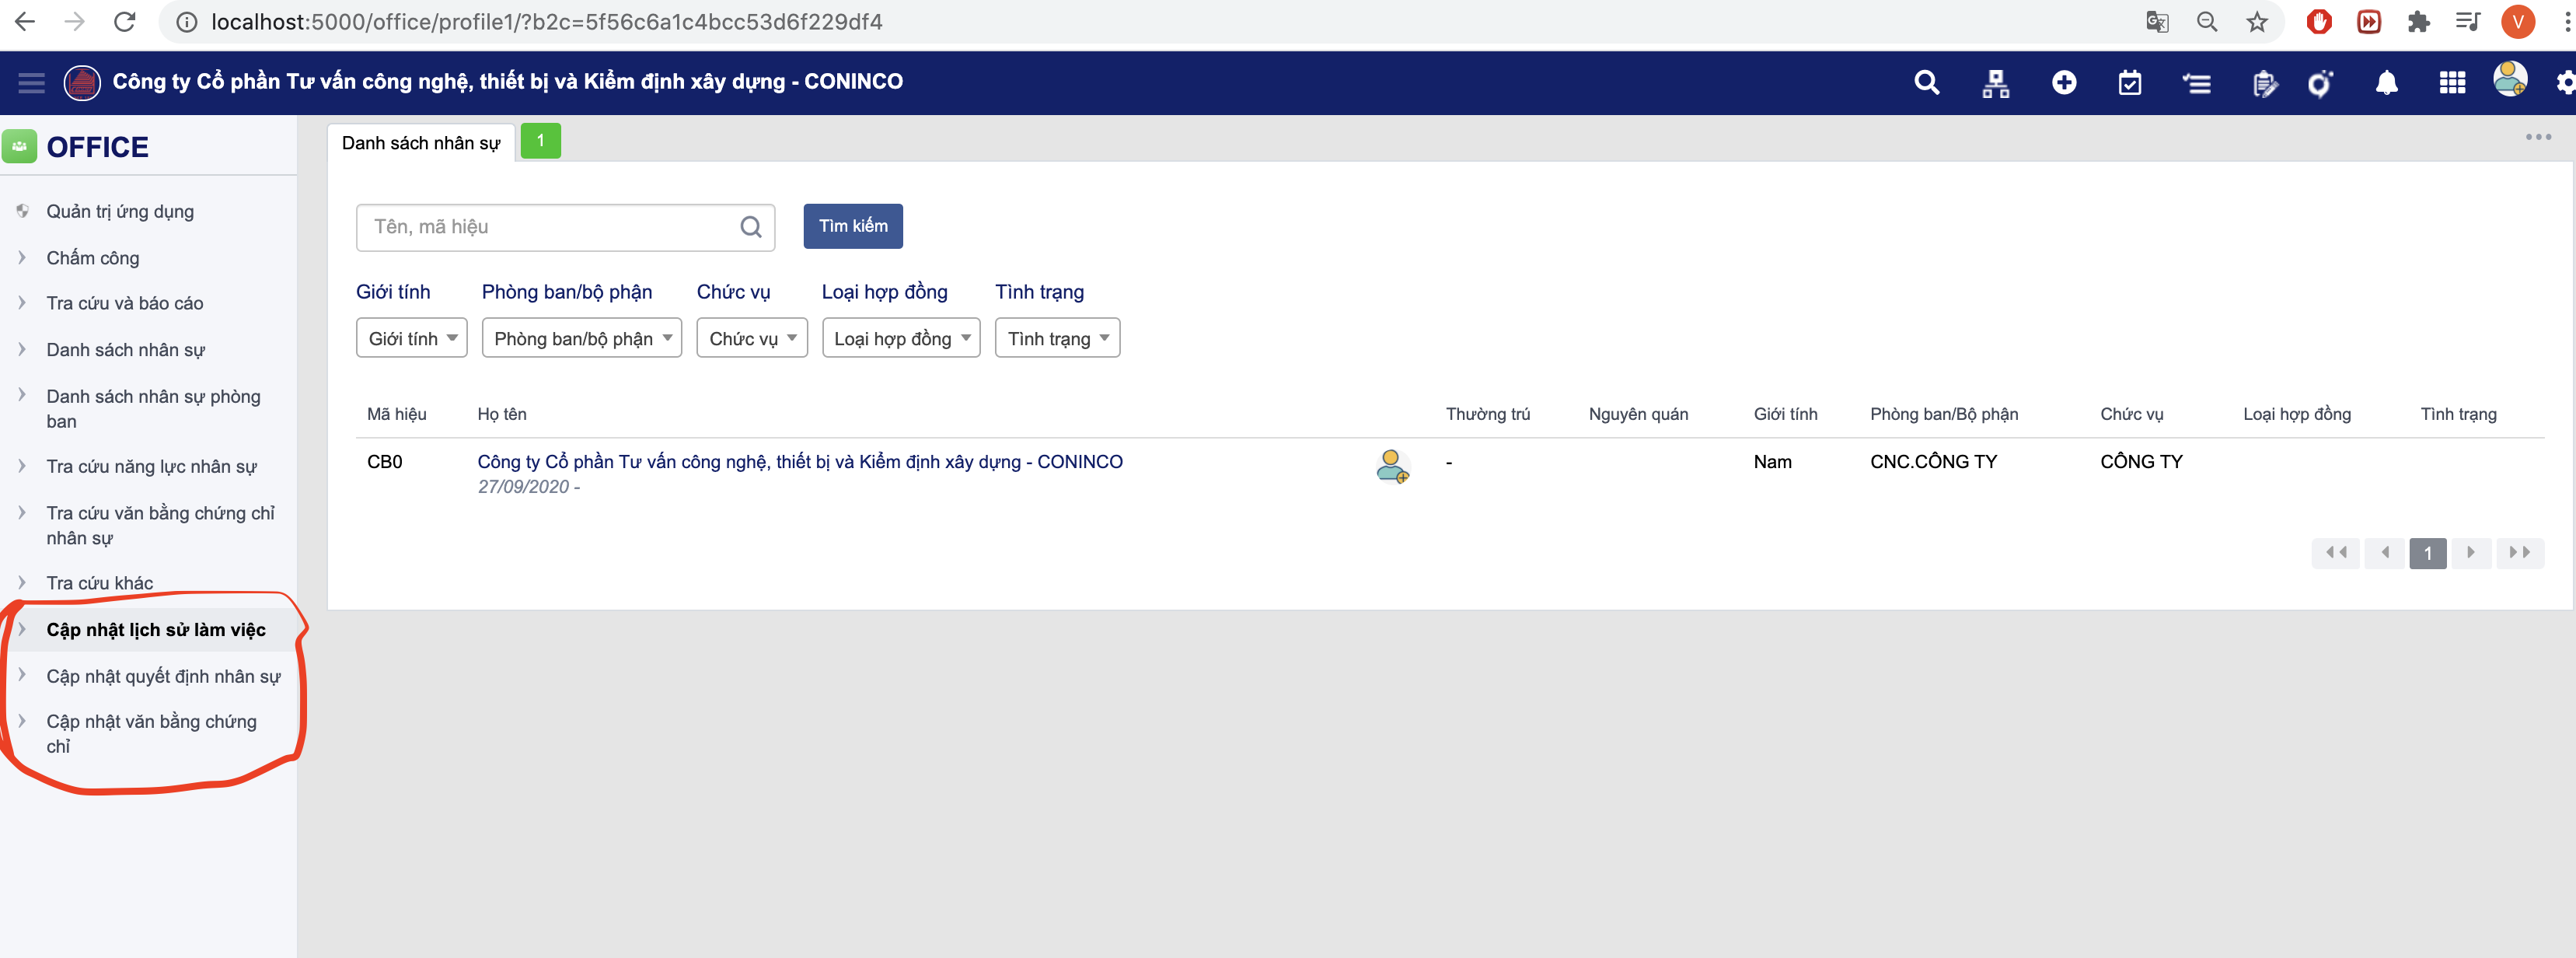 localhost:5000/office/profile1/?b2c=5f56c6a1c4bcc53d6f229df4
V
Công ty Cổ phần Tư vấn công nghệ, thiết bị và Kiểm định xây dựng - CONINCO
OFFICE
Quản trị ứng dụng
Chấm công
Tra cứu và báo cáo
Danh sách nhân sự
Danh sách nhân sự phòng
ban
Tra cứu năng lực nhân sự
Tra cứu văn bằng chứng chỉ
nhân sự
Tra cứu khác
Cập nhật lịch sử làm việc
Cập nhật quyết định nhân sự
Cập nhật văn bằng chứng
chỉ
Danh sách nhân sự 1
Tên, mã hiệu Tìm kiếm
Giới tính Phòng ban/bộ phận Chức vụ Loại hợp đồng Tình trạng
Giới tính Phòng ban/bộ phận Chức vụ Loại hợp đồng Tình trạng
Mã hiệu Họ tên Thường trú Nguyên quán Giới tính Phòng ban/Bộ phận Chức vụ Loại hợp đồng Tình trạng
CB0 Công ty Cổ phần Tư vấn công nghệ, thiết bị và Kiểm định xây dựng - CONINCO - Nam CNC.CÔNG TY CÔNG TY
27/09/2020 -
1